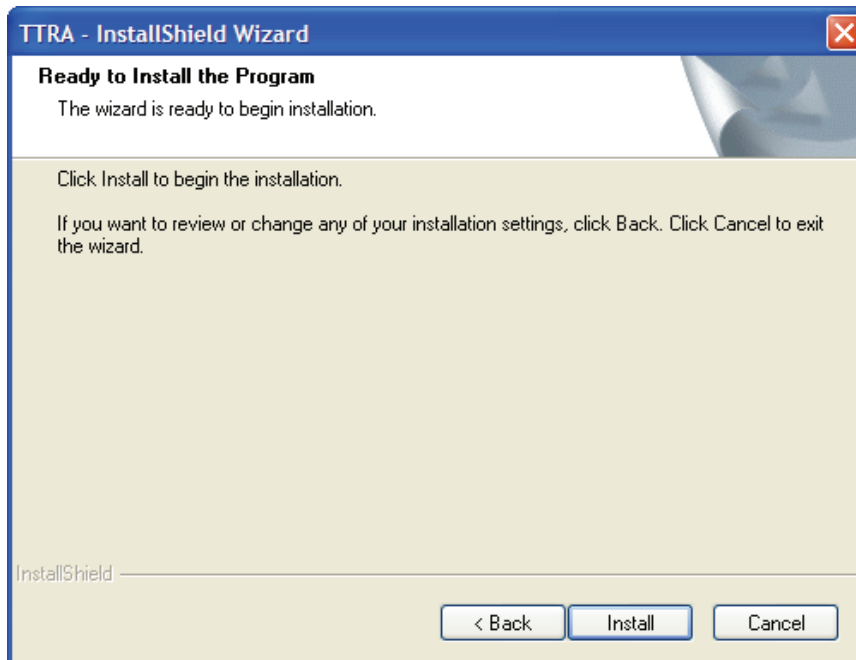 TTRA - InstallShield Wizard
Ready to Install the Program
The wizard is ready to begin installation.
Click Install to begin the installation.
If you want to review or change any of your installation settings, click Back. Click Cancel to exit
the wizard.
InstallShield
< Back Install Cancel